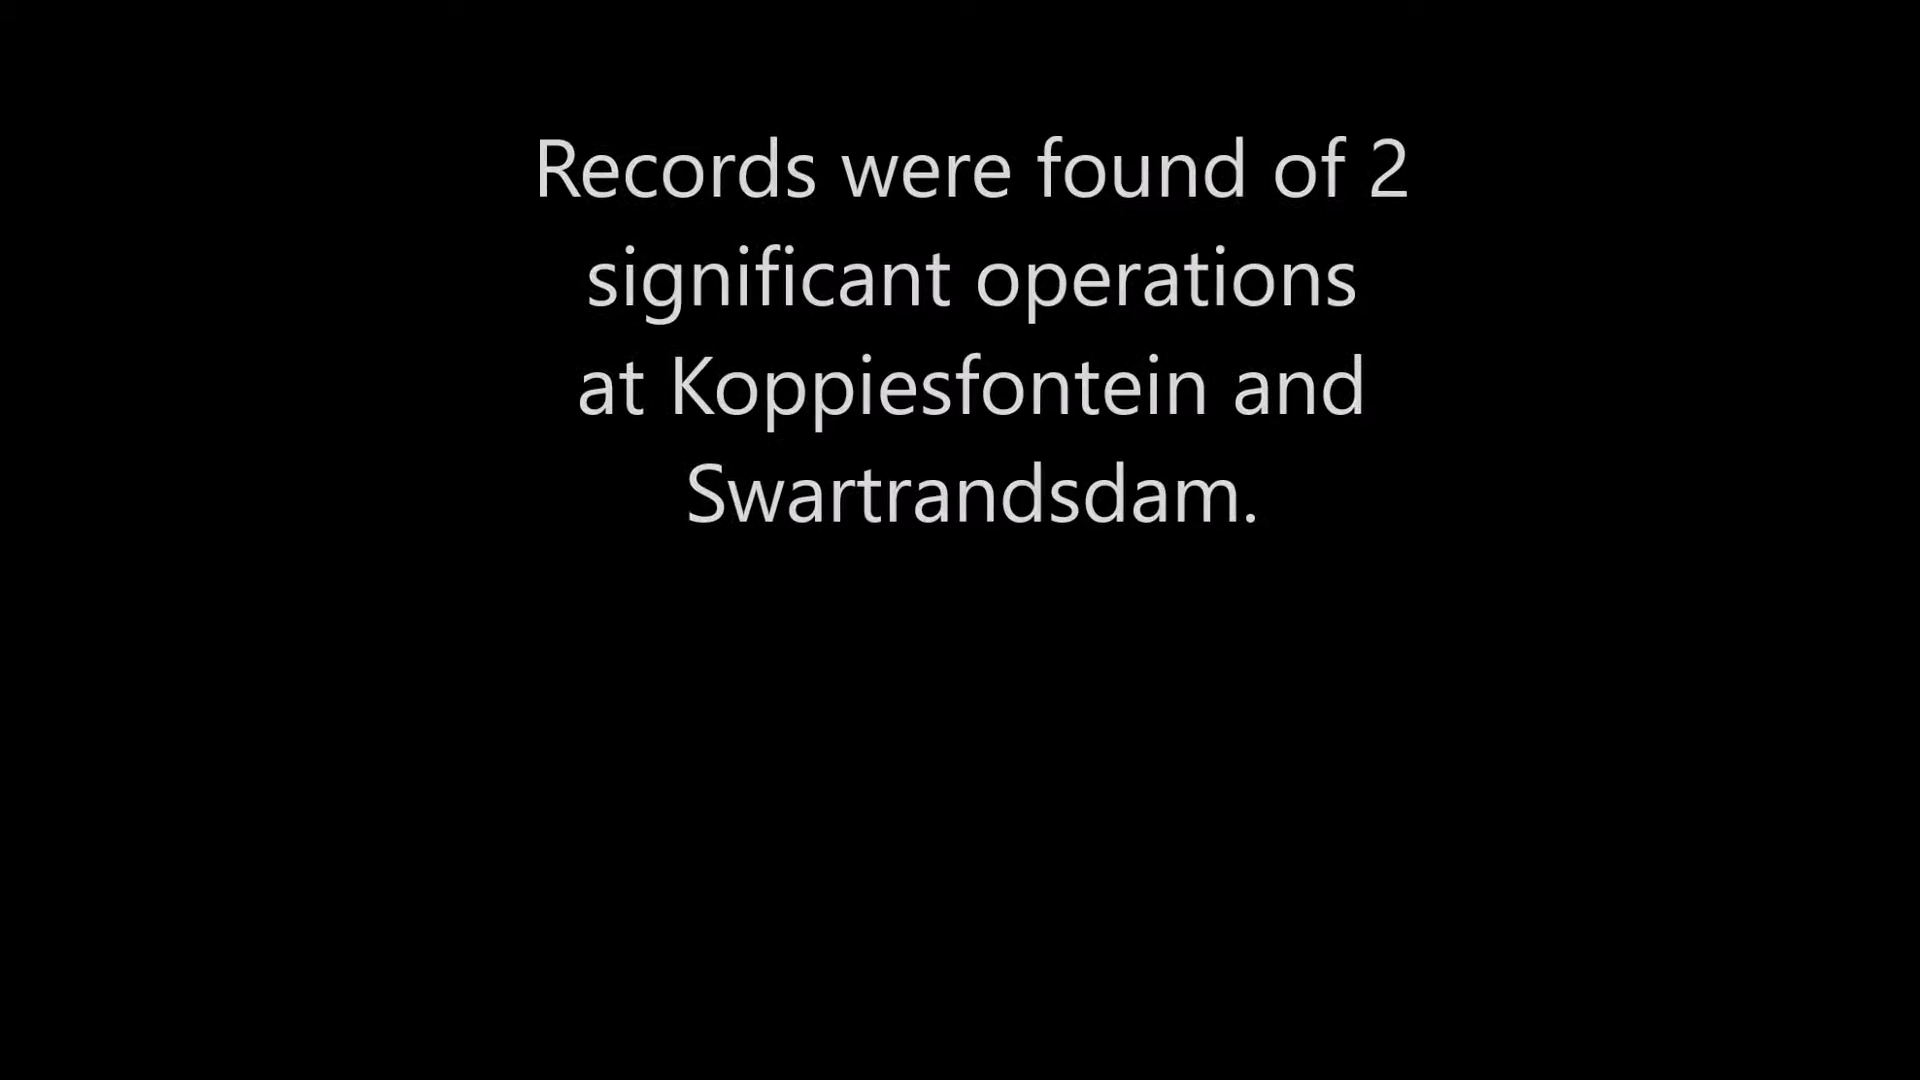 Records were found of 2
significant operations
at Koppiesfontein and
Swartrandsdam.